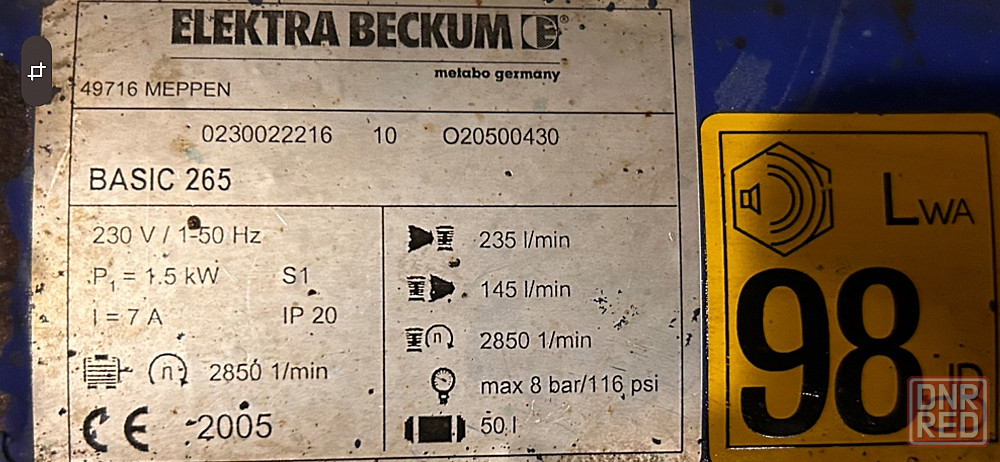 ELEKTRA BECKUM E®
metabo germany
49716 MEPPEN
0230022216 10 O20500430
BASIC 265
230 V / 1-50 Hz
P1 = 1.5 kW S1
I = 7 A IP 20
n 2850 1/min
CE 2005
235 l/min
145 l/min
n 2850 1/min
max 8 bar/116 psi
50 l
LWA
98
DNR
RED